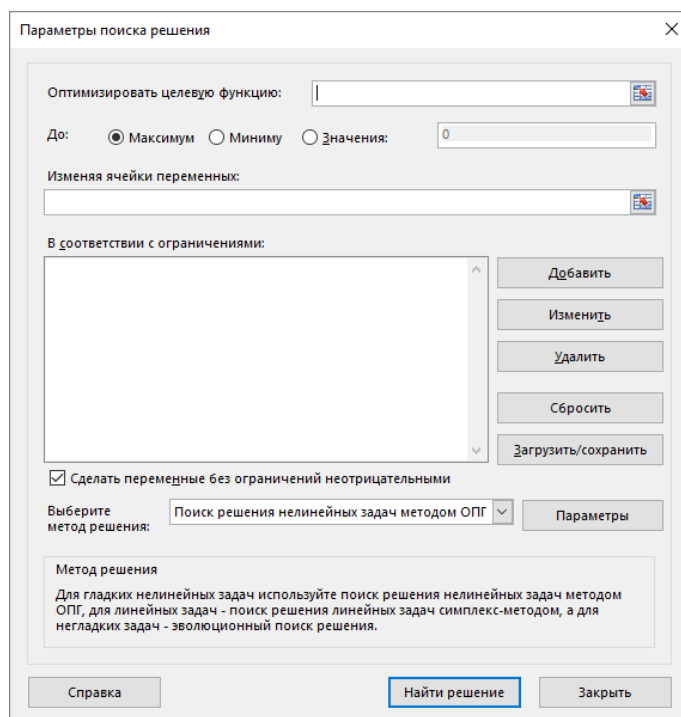 Параметры поиска решения
Оптимизировать целевую функцию:
До: Максимум Миниму Значения: 0
Изменяя ячейки переменных:
В соответствии с ограничениями:
Добавить
Изменить
Удалить
Сбросить
Загрузить/сохранить
Сделать переменные без ограничений неотрицательными
Выберите
метод решения:
Поиск решения нелинейных задач методом ОПГ
Параметры
Метод решения
Для гладких нелинейных задач используйте поиск решения нелинейных задач методом
ОПГ, для линейных задач - поиск решения линейных задач симплекс-методом, а для
негладких задач - эволюционный поиск решения.
Справка Найти решение Закрыть